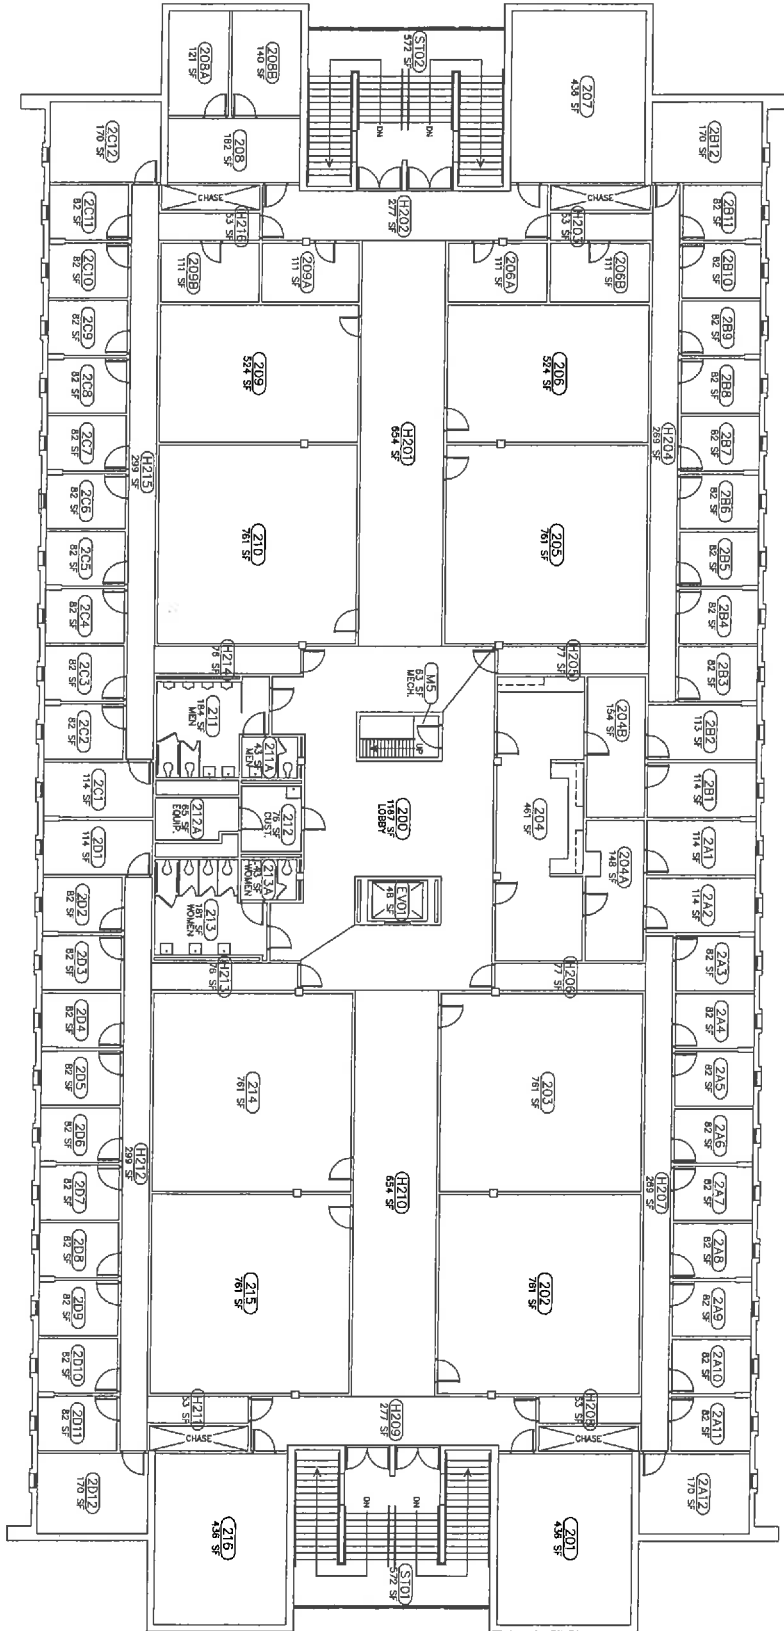 208A
121 SF
208B
140 SF
ST02
572 SF
207
436 SF
DN
DN
208
182 SF
2C12
170 SF
2B12
170 SF
CHASE
CHASE
2C11
82 SF
H216
53 SF
H202
277 SF
H203
53 SF
2B11
82 SF
2C10
82 SF
209B
111 SF
209A
111 SF
206A
111 SF
206B
111 SF
2B10
82 SF
2C9
82 SF
2B9
82 SF
2C8
82 SF
209
524 SF
206
524 SF
2B8
82 SF
2C7
82 SF
H215
299 SF
H201
654 SF
H204
269 SF
2B7
82 SF
2C6
82 SF
2B6
82 SF
2C5
82 SF
210
761 SF
205
761 SF
2B5
82 SF
2C4
82 SF
2B4
82 SF
2C3
82 SF
H214
76 SF
M5
63 SF
MECH.
H205
77 SF
2B3
82 SF
2C2
82 SF
211
184 SF
MEN
211A
43 SF
MEN
UP
204B
154 SF
2B2
113 SF
2C1
114 SF
212A
65 SF
EQUIP.
212
76 SF
CUST.
200
1187 SF
LOBBY
204
461 SF
2B1
114 SF
2D1
114 SF
213A
43 SF
WOMEN
204A
148 SF
2A1
114 SF
2D2
82 SF
213
181 SF
WOMEN
EV01
48 SF
2A2
114 SF
2D3
82 SF
H213
76 SF
H206
77 SF
2A3
82 SF
2D4
82 SF
2A4
82 SF
2D5
82 SF
214
761 SF
203
761 SF
2A5
82 SF
2D6
82 SF
2A6
82 SF
2D7
82 SF
H212
299 SF
H210
654 SF
H207
269 SF
2A7
82 SF
2D8
82 SF
2A8
82 SF
2D9
82 SF
215
761 SF
202
761 SF
2A9
82 SF
2D10
82 SF
2A10
82 SF
2D11
82 SF
H211
53 SF
H209
277 SF
H208
53 SF
2A11
82 SF
CHASE
CHASE
2D12
170 SF
2A12
170 SF
DN
DN
216
436 SF
ST01
572 SF
201
436 SF